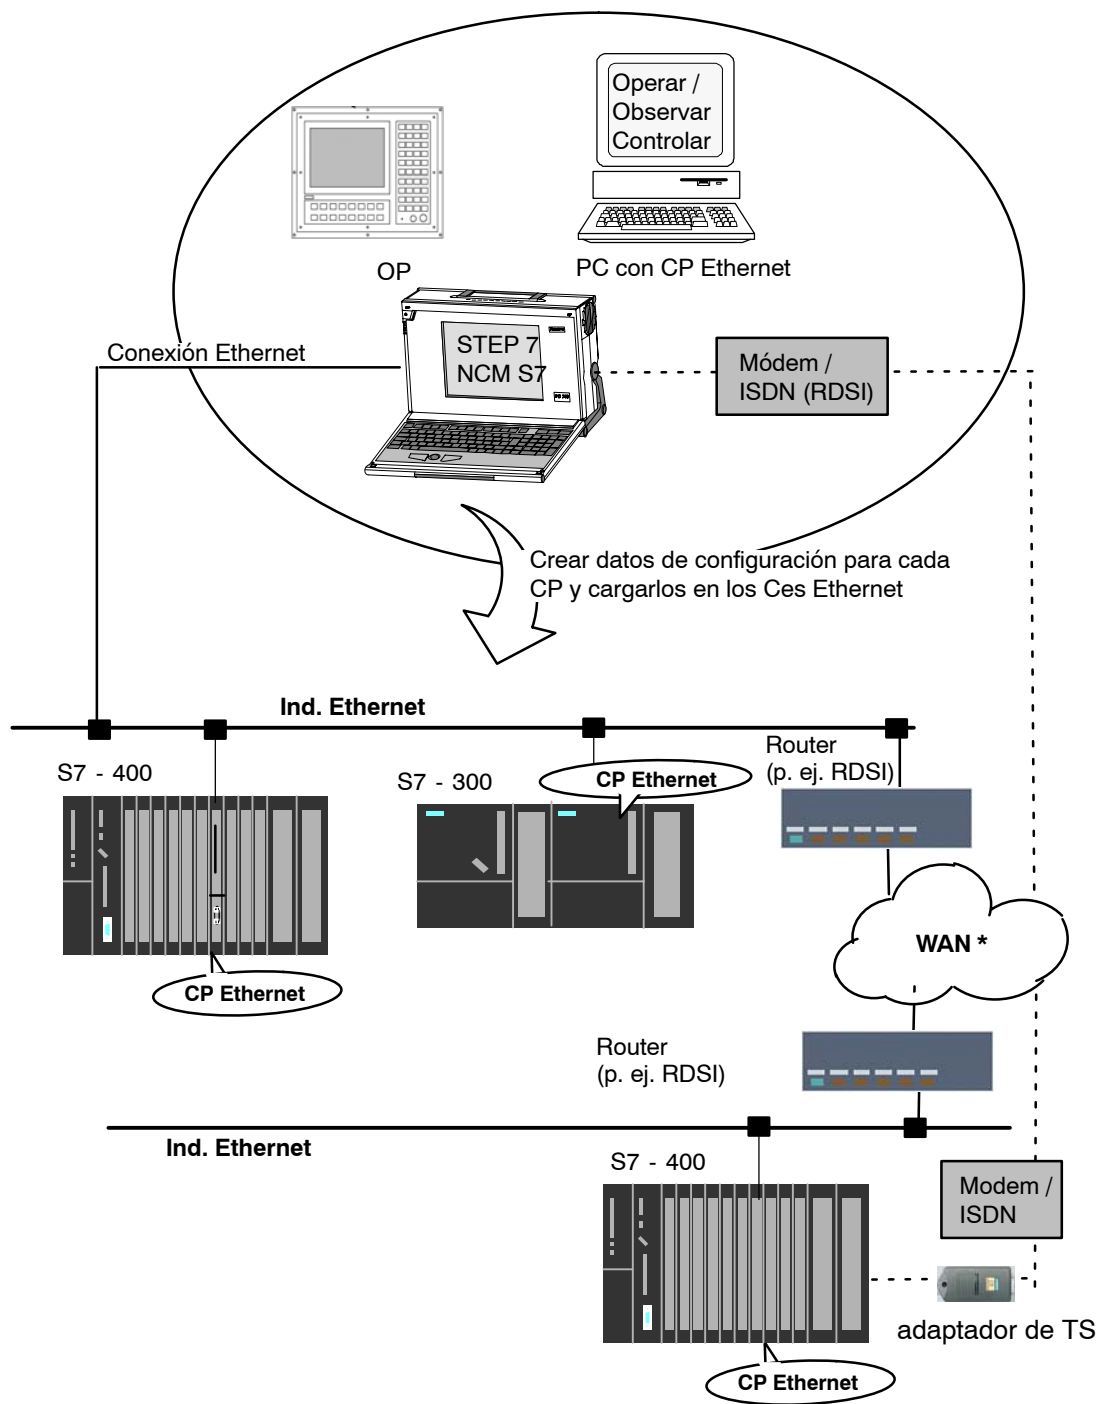 Operar /
Observar
Controlar
OP
PC con CP Ethernet
Conexión Ethernet
STEP 7
NCM S7
Módem /
ISDN (RDSI)
Crear datos de configuración para cada
CP y cargarlos en los Ces Ethernet
Ind. Ethernet
Router
(p. ej. RDSI)
S7 - 400
S7 - 300
CP Ethernet
WAN *
CP Ethernet
Router
(p. ej. RDSI)
Ind. Ethernet
S7 - 400
Modem /
ISDN
adaptador de TS
CP Ethernet